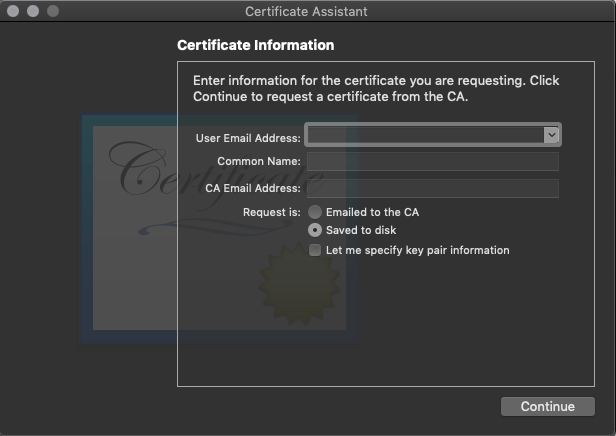 Certificate Assistant
Certificate Information
Enter information for the certificate you are requesting. Click
Continue to request a certificate from the CA.
User Email Address:
Common Name:
CA Email Address:
Request is:
Emailed to the CA
Saved to disk
Let me specify key pair information
Certificate
Continue